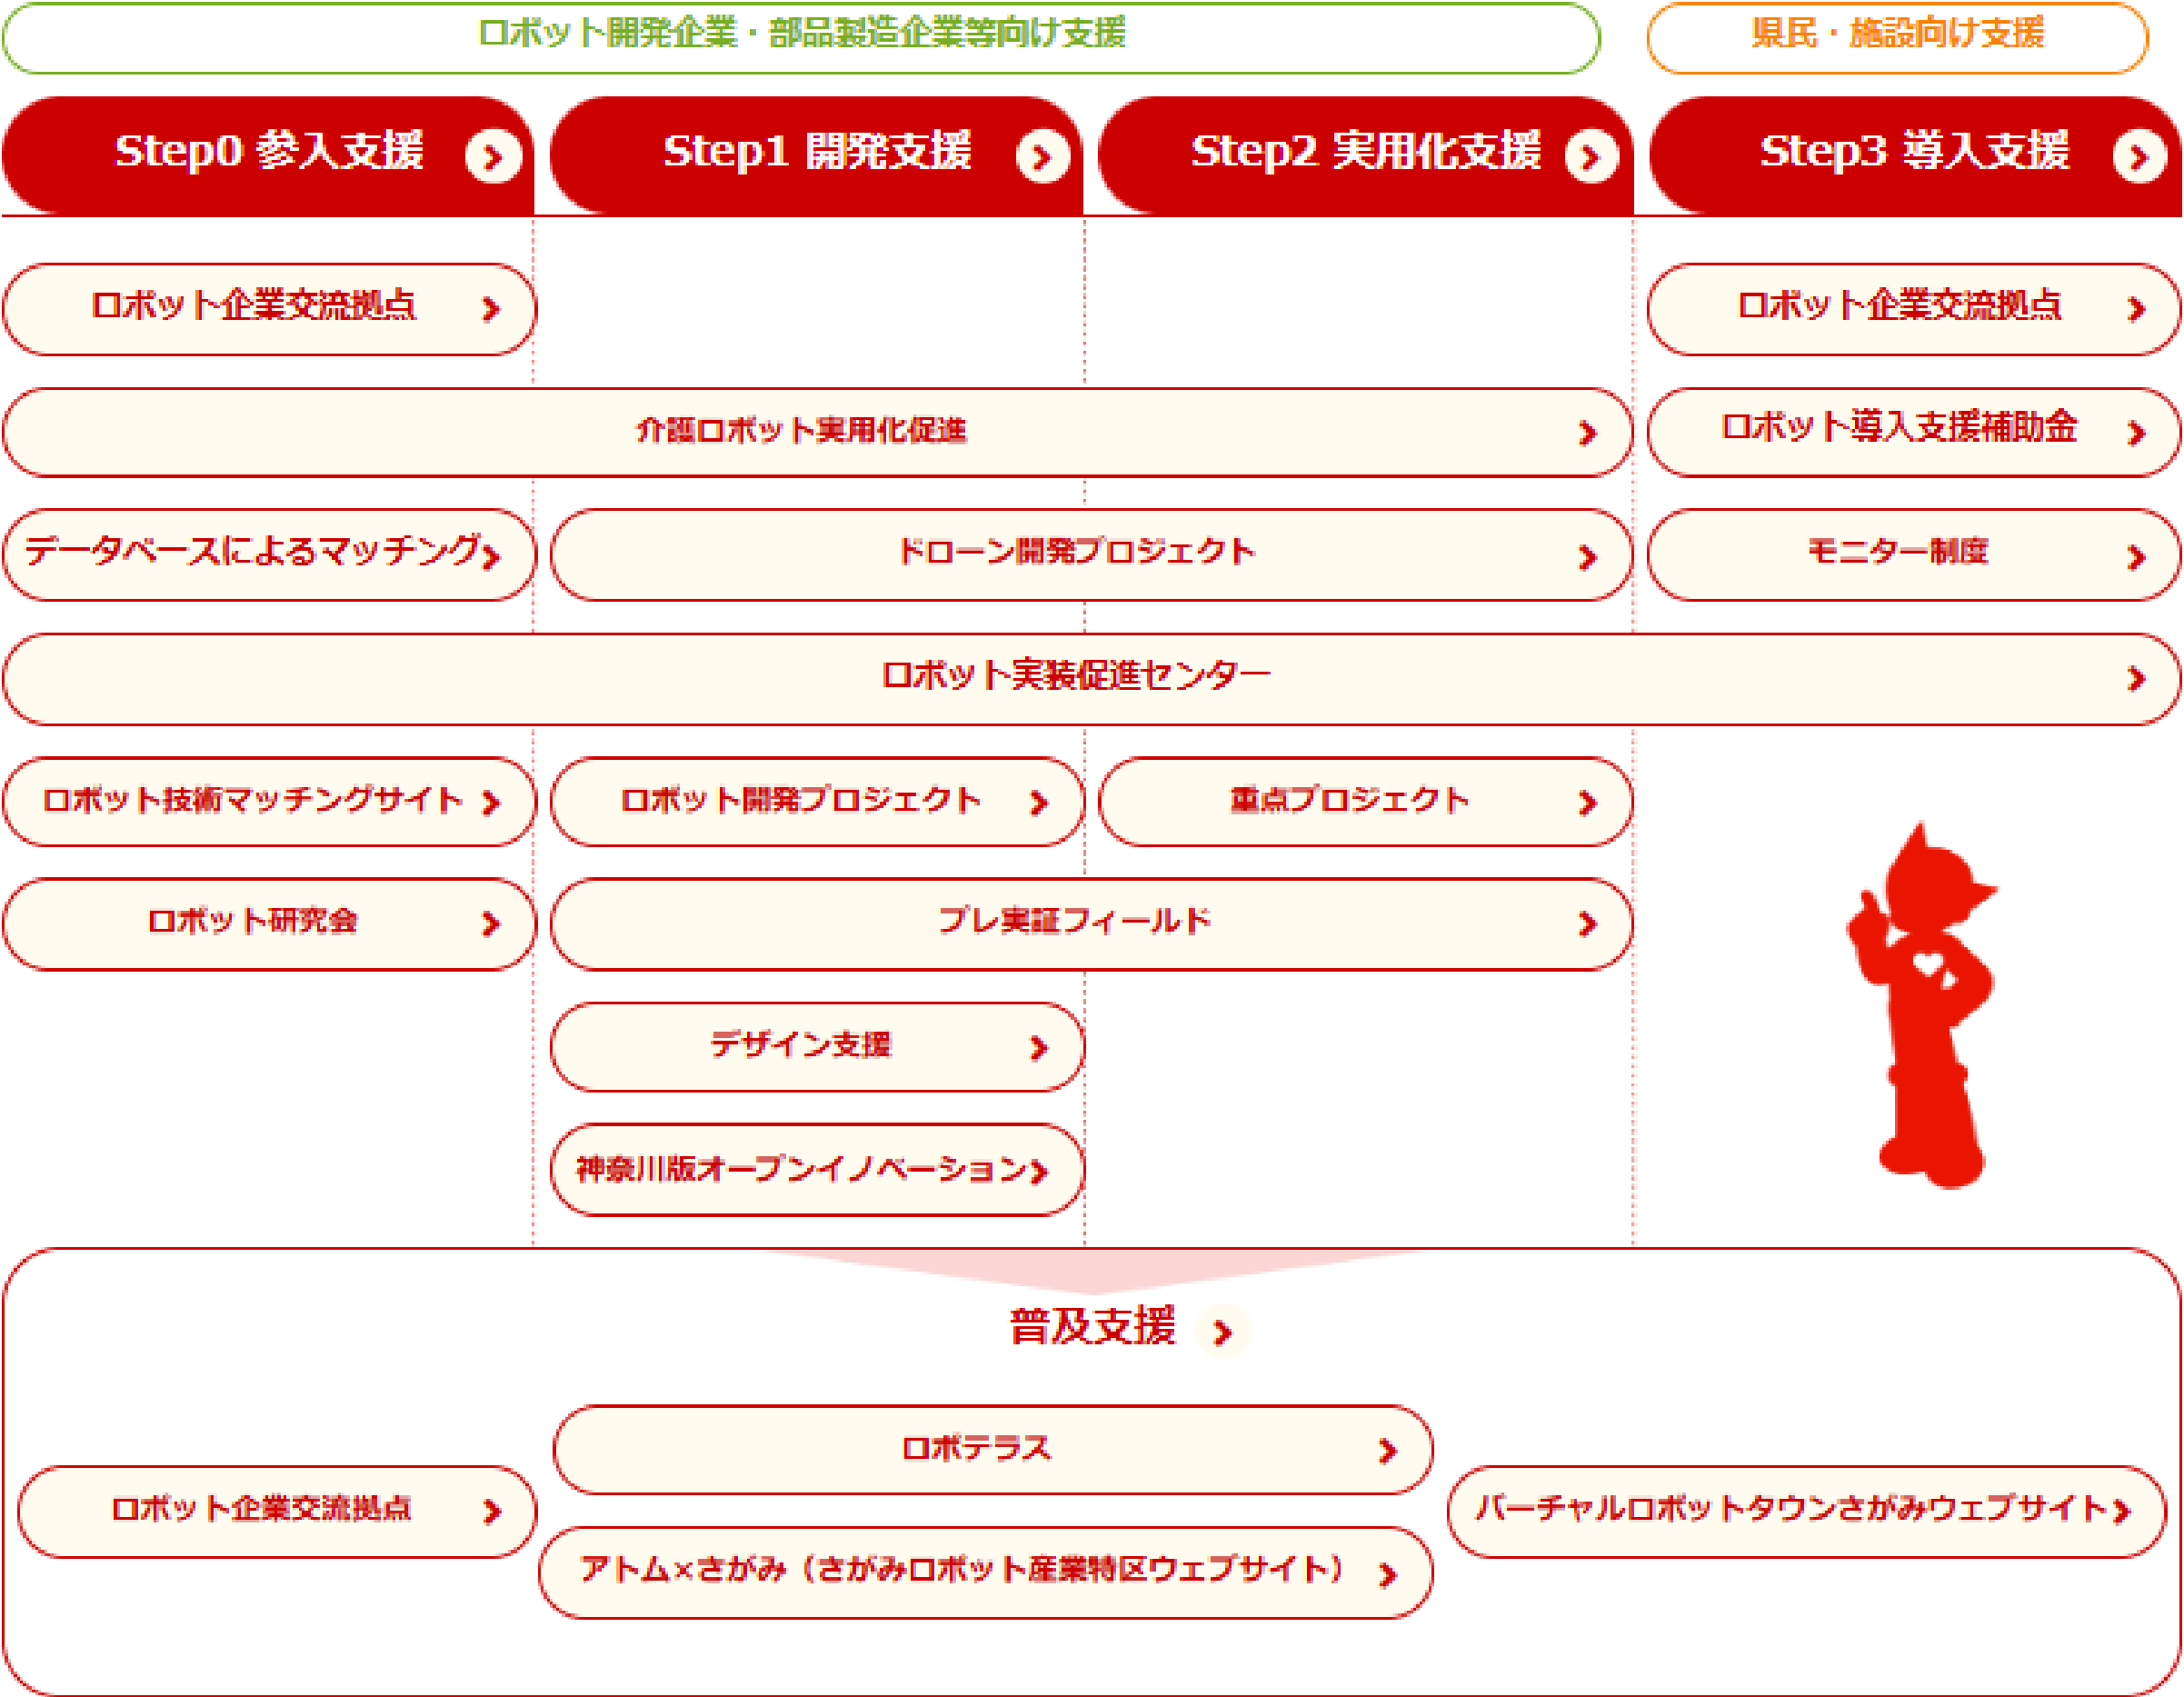 ロボット開発企業・部品製造企業等向け支援
県民・施設向け支援
Step0 参入支援
Step1 開発支援
Step2 実用化支援
Step3 導入支援
ロボット企業交流拠点
ロボット企業交流拠点
介護ロボット実用化促進
ロボット導入支援補助金
データベースによるマッチング
ドローン開発プロジェクト
モニター制度
ロボット実装促進センター
ロボット技術マッチングサイト
ロボット開発プロジェクト
重点プロジェクト
ロボット研究会
プレ実証フィールド
デザイン支援
神奈川版オープンイノベーション
普及支援
ロボテラス
ロボット企業交流拠点
バーチャルロボットタウンさがみウェブサイト
アトム×さがみ（さがみロボット産業特区ウェブサイト）